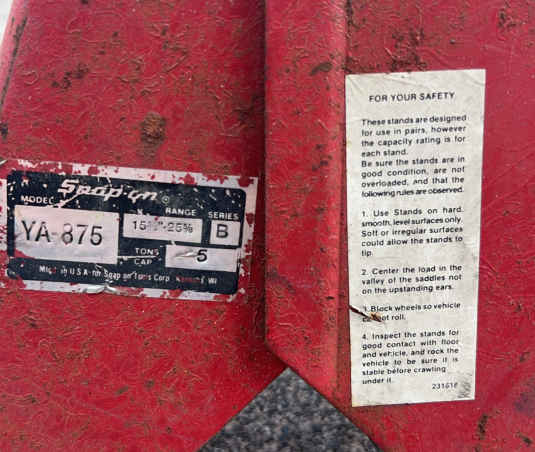 Snap-on ®
MODEL
RANGE
SERIES
YA-875
B
TONS
CAP.
5
Made in U.S.A. for Snap-on Tools Corp. Kenosha, WI
FOR YOUR SAFETY
These stands are designed
for use in pairs, however
the capacity rating is for
each stand.
Be sure the stands are in
good condition, are not
overloaded, and that the
following rules are observed.
1. Use Stands on hard,
smooth, level surfaces only.
Soft or irregular surfaces
could allow the stands to
tip.
2. Center the load in the
valley of the saddles not
on the upstanding ears.
3. Block wheels so vehicle
cannot roll.
4. Inspect the stands for
good contact with floor
and vehicle, and rock the
vehicle to be sure it is
stable before crawling
under it.
231618